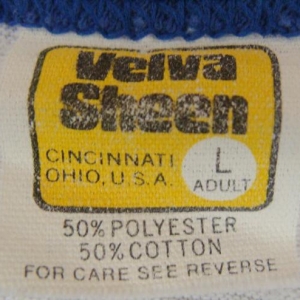 Velva
Sheen
CINCINNATI
OHIO, U.S.A.
L
ADULT
50% POLYESTER
50% COTTON
FOR CARE SEE REVERSE